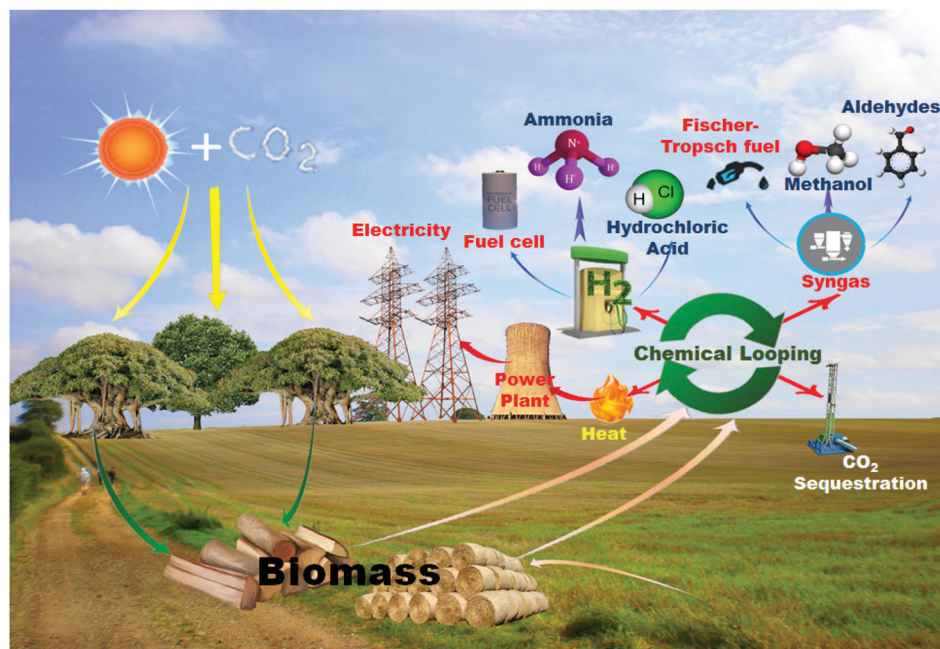 + CO₂
Ammonia
N⁺
H
H
H⁺
HYDROGEN
FUEL
CELL
Fuel cell
H Cl
Hydrochloric
Acid
Fischer-
Tropsch fuel
Methanol
Aldehydes
Syngas
Electricity
H₂
Chemical Looping
Power
Plant
Heat
CO₂
Sequestration
Biomass